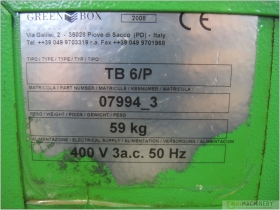 GREEN BOX
2008
Via Galilei, 2 - 35028 Piove di Sacco (PD) - Italy
Tel. ++39 049 9703319 r.a. Fax ++39 049 9701968
TIPO / TYPE / TYPE / TYP / TIPO
TB 6/P
MATRICOLA / PART NUMBER / MATRICULE / NUMMER / MATRICULA
07994_3
PESO / WEIGHT / POIDS / GEWICHT / PESO
59 kg
ALIMENTAZIONE / ELECTRICAL SUPPLY / ALIMENTATION / VERSORGUNG / ALIMENTACION
400 V 3a.c. 50 Hz